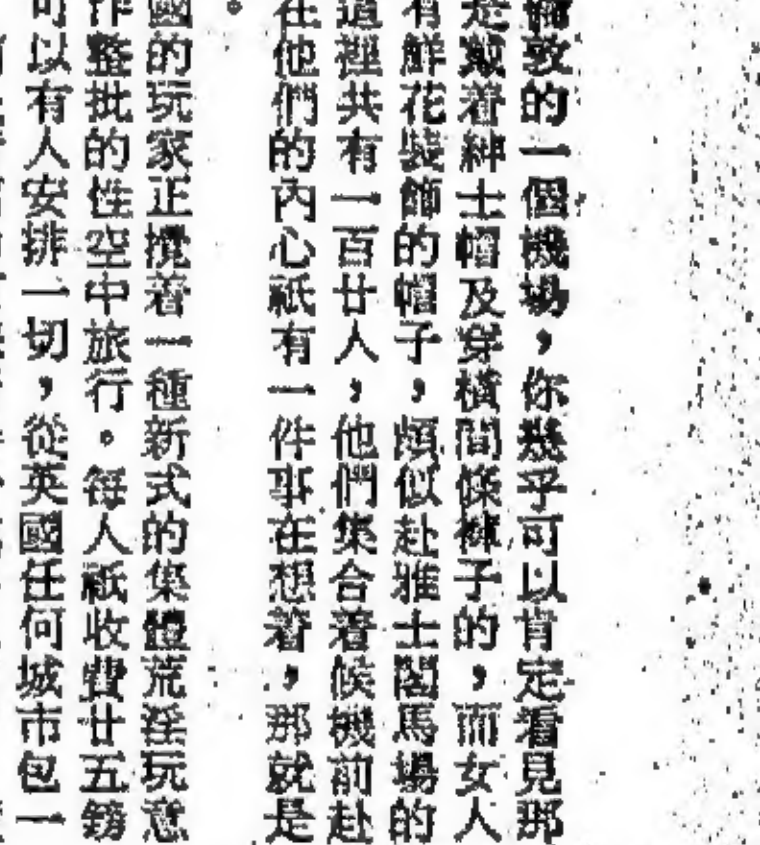 倫敦的一個機場，你幾乎可以肯定看見那
是戴着紳士帽及穿橫間條褲子的，而女人
有鮮花裝飾的帽子，頗似赴雅士閣馬場的
這裡共有一百廿人，他們集合着候機前赴
在他們的內心祇有一件事在想着，那就是
。
國的玩家正攪着一種新式的集體荒淫玩意
作整批的性空中旅行。每人祇收費廿五鎊
可以有人安排一切，從英國任何城市包一